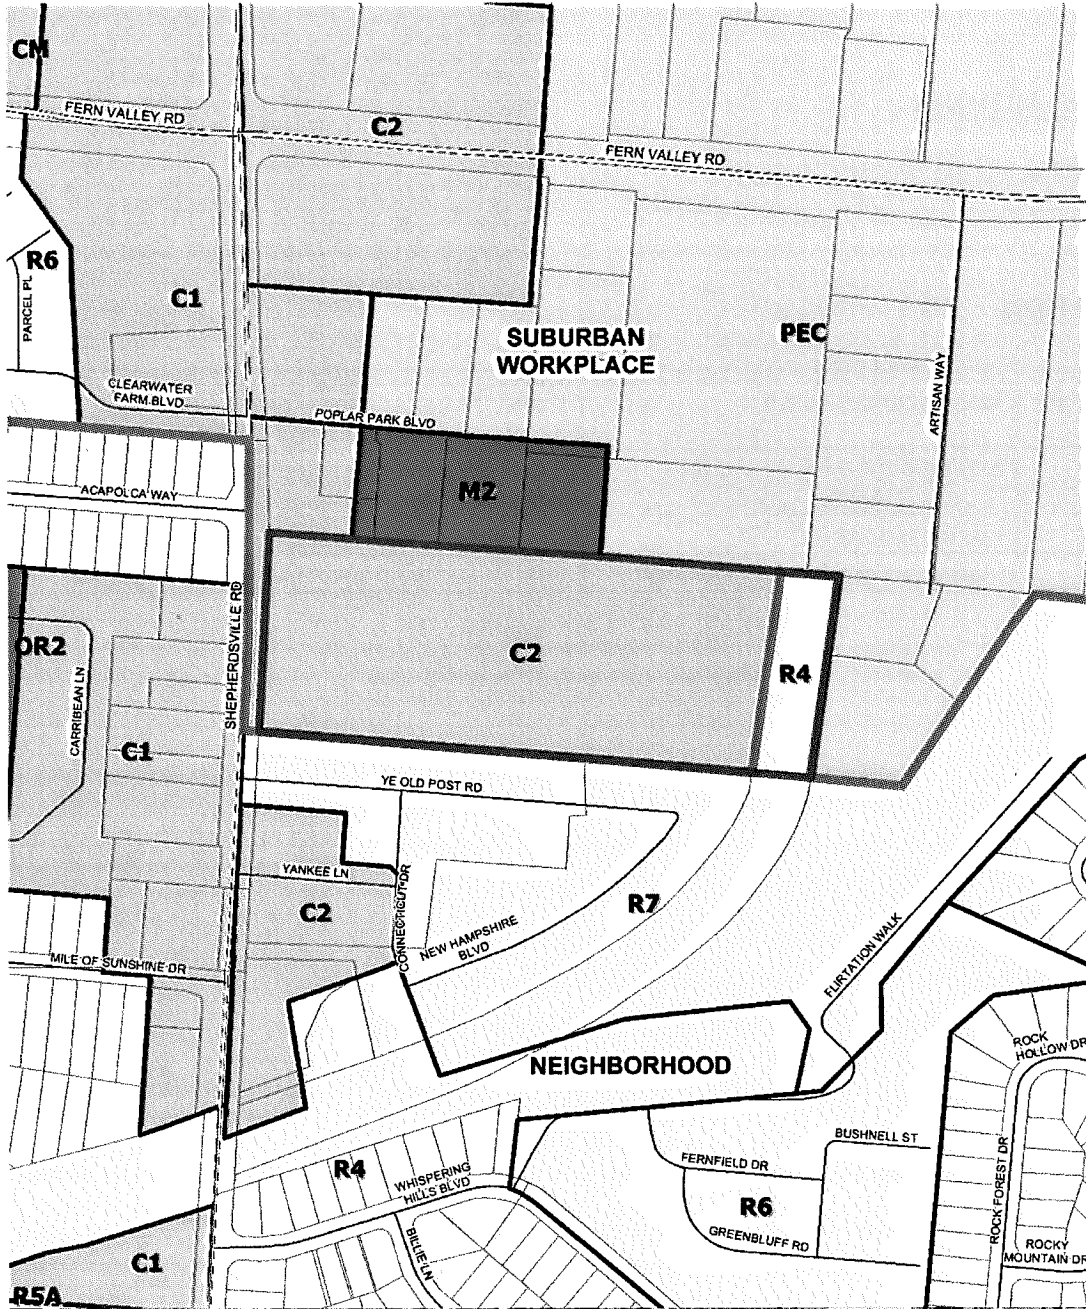 CM
FERN VALLEY RD
C2
FERN VALLEY RD
R6
PARCEL PL
C1
SUBURBAN
WORKPLACE
PEC
CLEARWATER
FARM BLVD
POPLAR PARK BLVD
ARTISAN WAY
ACAPOLCA WAY
M2
SHEPHERDSVILLE RD
OR2
CARRIBEAN LN
C2
R4
C1
YE OLD POST RD
YANKEE LN
CONNECTICUT DR
C2
R7
NEW HAMPSHIRE
BLVD
FLIRTATION WALK
MILE OF SUNSHINE DR
NEIGHBORHOOD
ROCK
HOLLOW DR
BUSHNELL ST
R4
WHISPERING
HILLS BLVD
FERNFIELD DR
ROCK FOREST DR
R6
GREENBLUFF RD
BILLIE LN
ROCKY
MOUNTAIN DR
C1
R5A